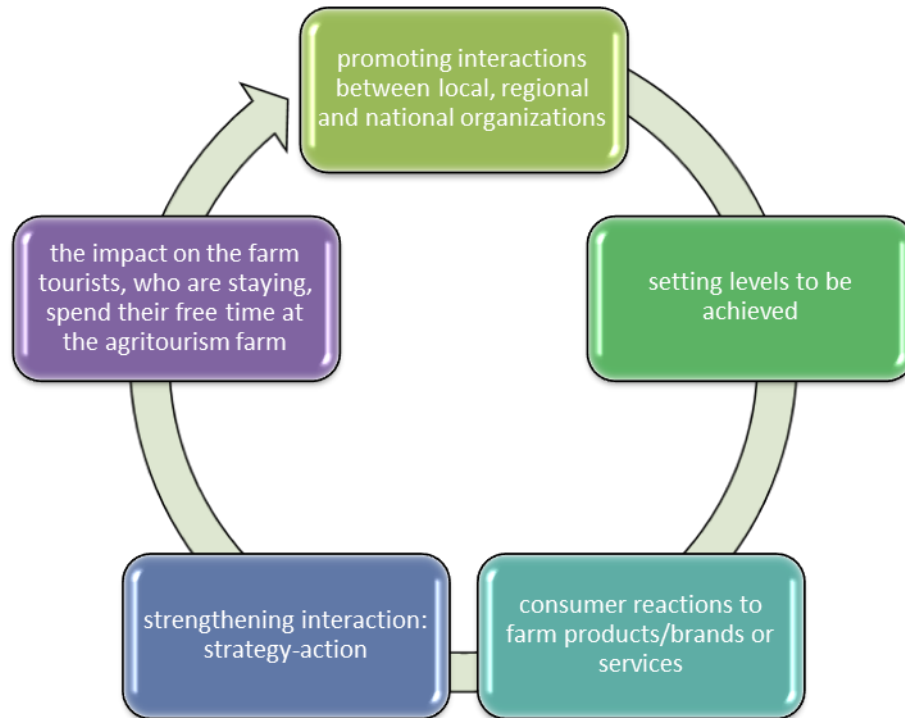 promoting interactions
between local, regional
and national organizations
setting levels to be
achieved
consumer reactions to
farm products/brands or
services
strengthening interaction:
strategy-action
the impact on the farm
tourists, who are staying,
spend their free time at
the agritourism farm